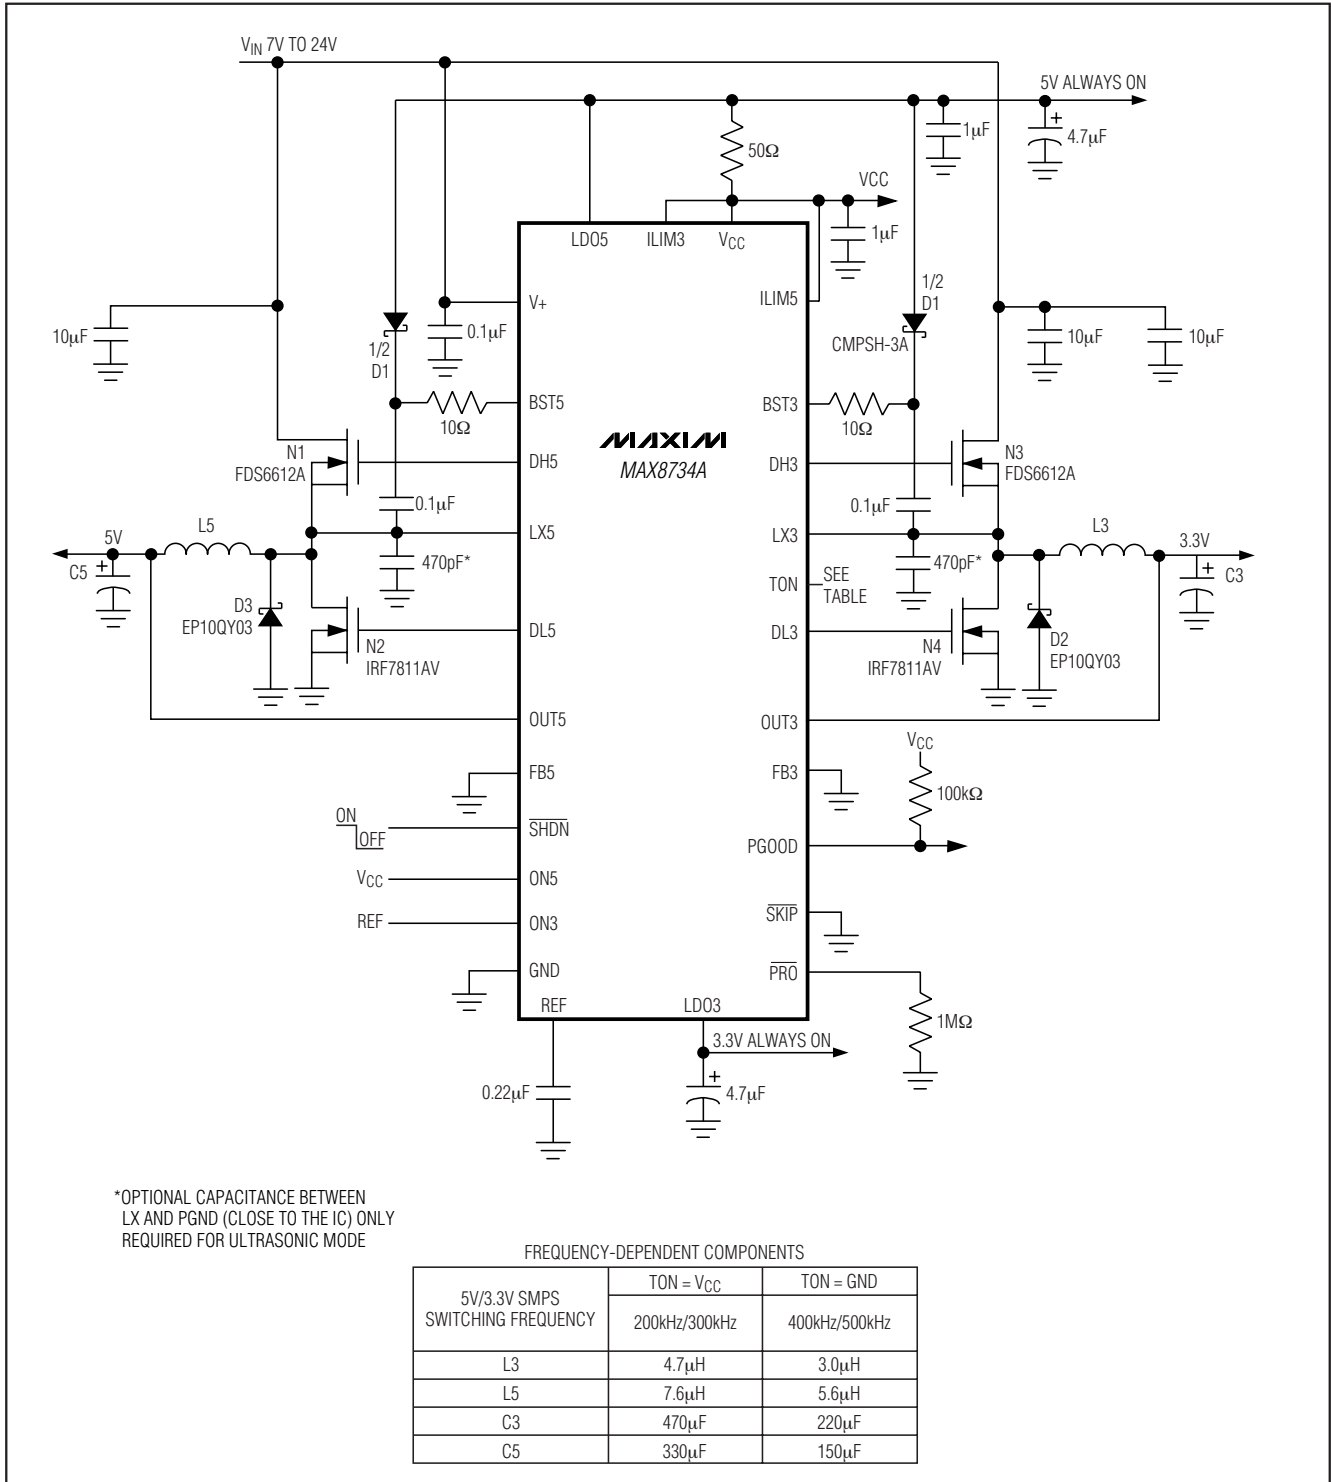 VIN 7V TO 24V
5V ALWAYS ON
1µF
4.7µF
50Ω
VCC
1µF
LDO5
ILIM3
VCC
V+
ILIM5
1/2
D1
CMPSH-3A
10µF
0.1µF
1/2
D1
10µF
10µF
BST5
10Ω
BST3
10Ω
MAXIM
MAX8734A
N1
FDS6612A
DH5
DH3
N3
FDS6612A
0.1µF
0.1µF
5V
L5
LX5
LX3
L3
3.3V
C5
+
470pF*
470pF*
+
C3
TON
SEE
TABLE
D3
EP10QY03
N2
IRF7811AV
DL5
DL3
N4
IRF7811AV
D2
EP10QY03
OUT5
OUT3
VCC
FB5
FB3
100kΩ
ON
OFF
SHDN
PGOOD
VCC
ON5
SKIP
REF
ON3
GND
PRO
REF
LDO3
1MΩ
3.3V ALWAYS ON
0.22µF
+
4.7µF
+
*OPTIONAL CAPACITANCE BETWEEN
LX AND PGND (CLOSE TO THE IC) ONLY
REQUIRED FOR ULTRASONIC MODE
FREQUENCY-DEPENDENT COMPONENTS
5V/3.3V SMPS
SWITCHING FREQUENCY
TON = VCC
TON = GND
200kHz/300kHz
400kHz/500kHz
L3 4.7µH 3.0µH
L5 7.6µH 5.6µH
C3 470µF 220µF
C5 330µF 150µF